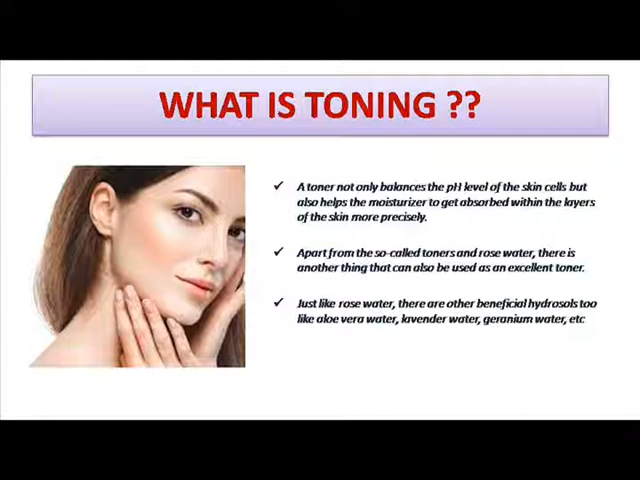 WHAT IS TONING ??
✓ A toner not only balances the pH level of the skin cells but
also helps the moisturizer to get absorbed within the layers
of the skin more precisely.
✓ Apart from the so-called toners and rose water, there is
another thing that can also be used as an excellent toner.
✓ Just like rose water, there are other beneficial hydrosols too
like aloe vera water, lavender water, geranium water, etc